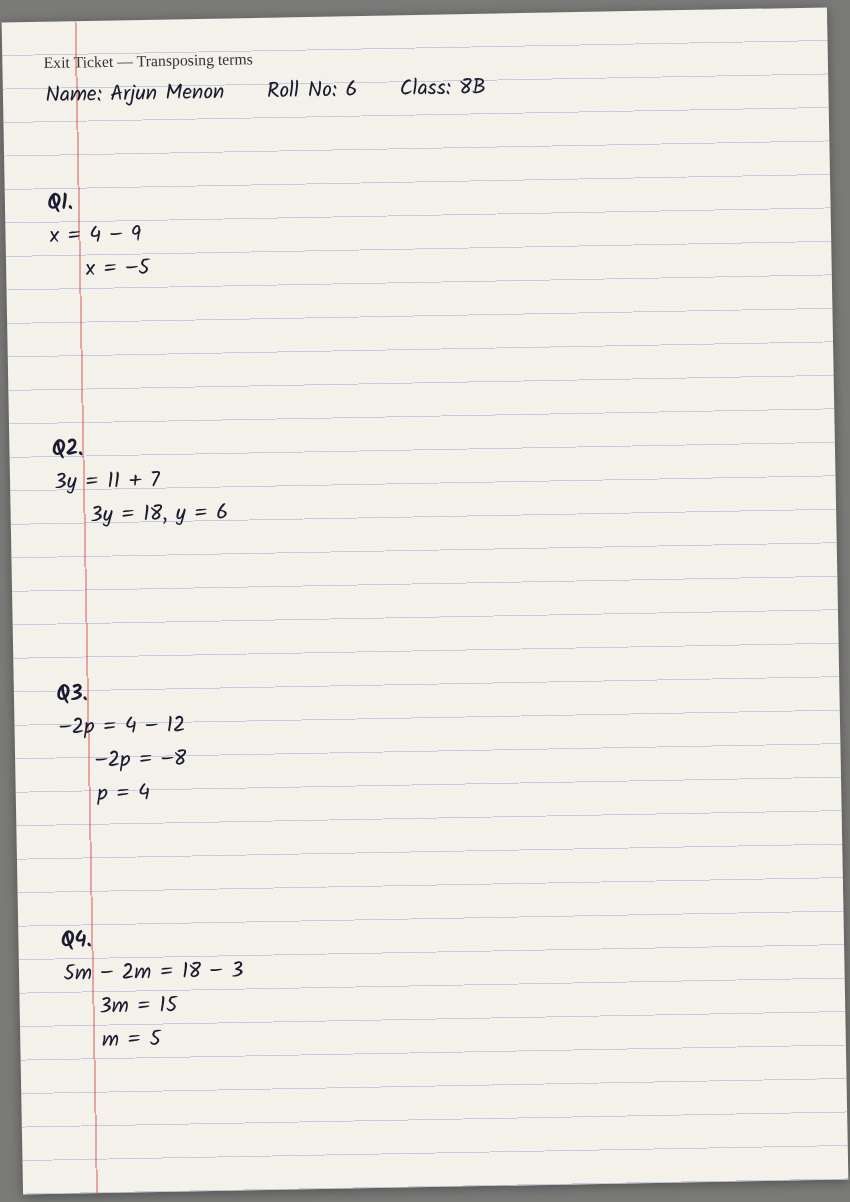 Exit Ticket — Transposing terms
Name: Arjun Menon Roll No: 6 Class: 8B
Q1.
x = 4 − 9
x = −5
Q2.
3y = 11 + 7
3y = 18, y = 6
Q3.
−2p = 4 − 12
−2p = −8
p = 4
Q4.
5m − 2m = 18 − 3
3m = 15
m = 5